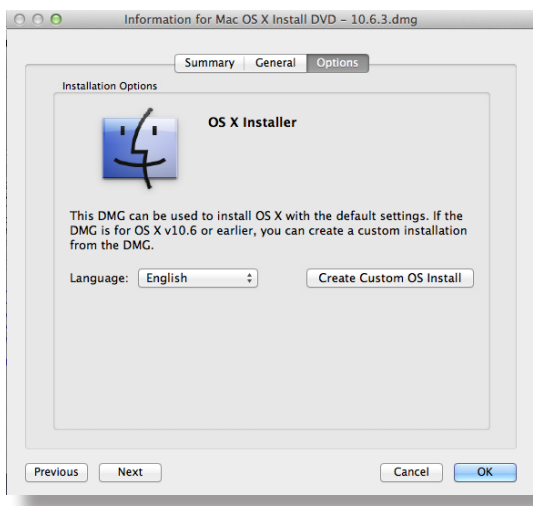 Information for Mac OS X Install DVD - 10.6.3.dmg
Summary General Options
Installation Options
OS X Installer
This DMG can be used to install OS X with the default settings. If the
DMG is for OS X v10.6 or earlier, you can create a custom installation
from the DMG.
Language: English Create Custom OS Install
Previous Next Cancel OK